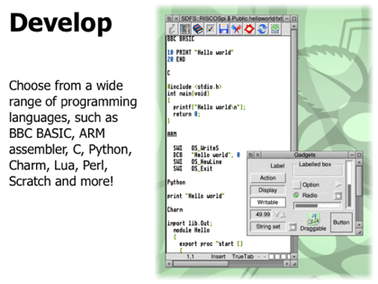 Develop
Choose from a wide
range of programming
languages, such as
BBC BASIC, ARM
assembler, C, Python,
Charm, Lua, Perl,
Scratch and more!
SDFS::RISCOSpi.$.Public.helloworld/txt
BBC BASIC
10 PRINT "Hello world"
20 END
C
#include <stdio.h>
int main(void)
{
printf("Hello world\n");
return 0;
}
ARM
SWI OS_WriteS
DCB "Hello world", 0
SWI OS_NewLine
SWI OS_Exit
Python
print "Hello world"
Charm
import lib.Out;
module Hello
{
export proc ~start ()
{
1,1 Insert TrueTab
Gadgets
Label Labelled box
Action
Display Option
Writable Radio
49.99
String set Draggable Button